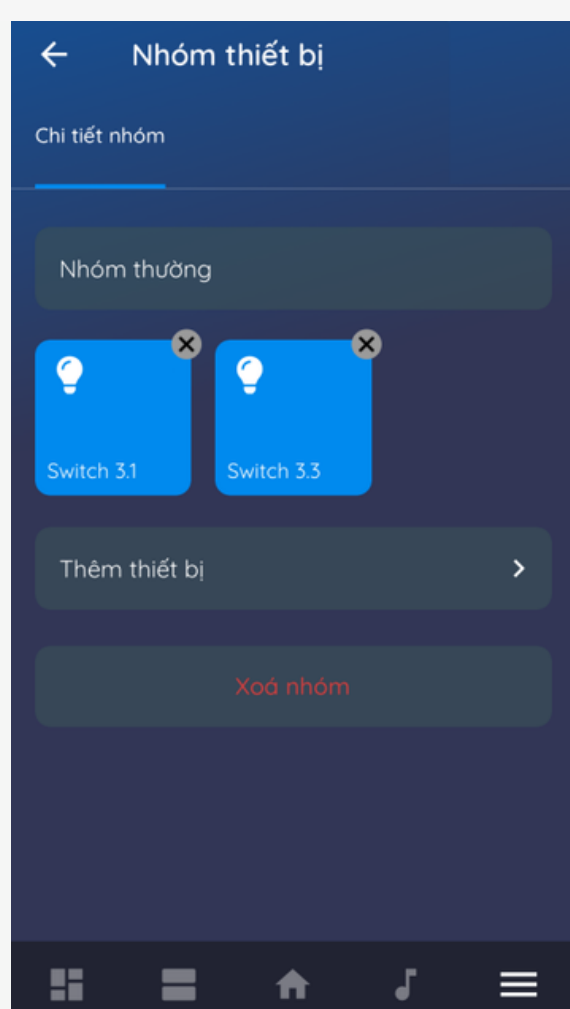 Nhóm thiết bị
Chi tiết nhóm
Nhóm thường
Switch 3.1
Switch 3.3
Thêm thiết bị
Xoá nhóm